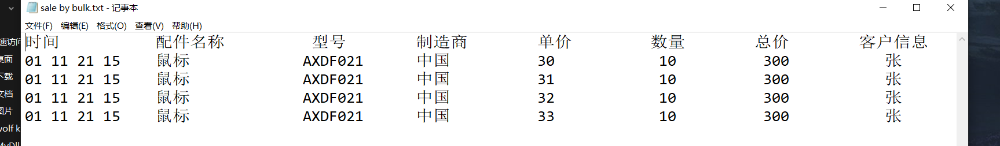 sale by bulk.txt - 记事本
文件(F) 编辑(E) 格式(O) 查看(V) 帮助(H)
时间 配件名称 型号 制造商 单价 数量 总价 客户信息
01 11 21 15 鼠标 AXDF021 中国 30 10 300 张
01 11 21 15 鼠标 AXDF021 中国 31 10 300 张
01 11 21 15 鼠标 AXDF021 中国 32 10 300 张
01 11 21 15 鼠标 AXDF021 中国 33 10 300 张
速访问
桌面
下载
文档
图片
wolf k
MyDll